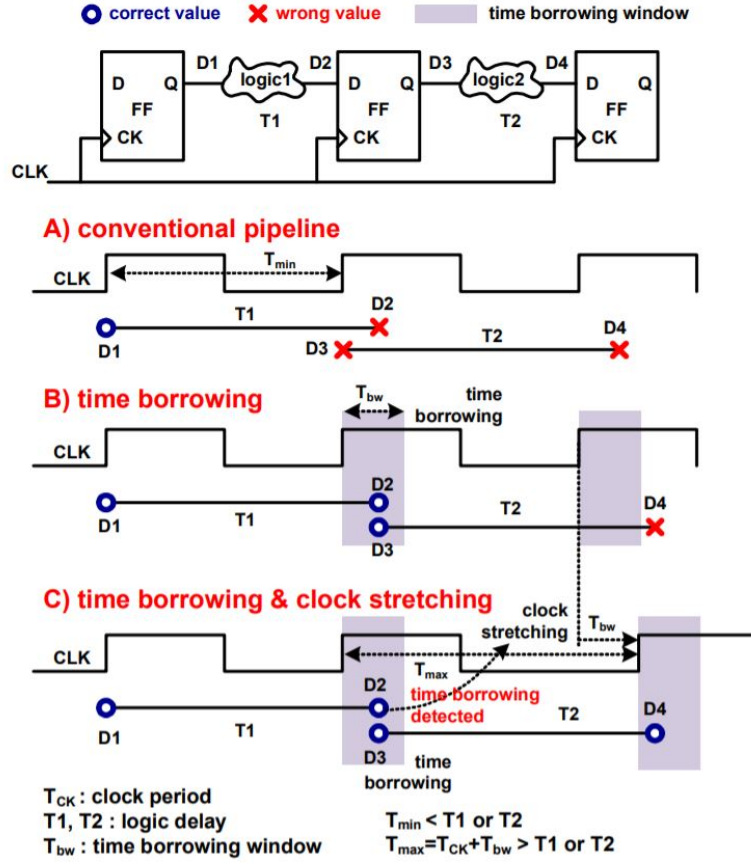 correct value wrong value time borrowing window
D1 D2 D3 D4
D Q logic1 D Q logic2 D Q
FF T1 FF T2 FF
CK CK CK
CLK
A) conventional pipeline
Tmin
CLK
T1 D2
D1 D3 T2 D4
B) time borrowing
Tbw time
borrowing
CLK
D2
D1 T1 T2 D4
D3
C) time borrowing & clock stretching
clock
stretching Tbw
CLK
Tmax
D2 time borrowing
detected
D1 T1 T2 D4
D3 time
borrowing
TCK : clock period
T1, T2 : logic delay
Tbw : time borrowing window
Tmin < T1 or T2
Tmax=TCK+Tbw > T1 or T2